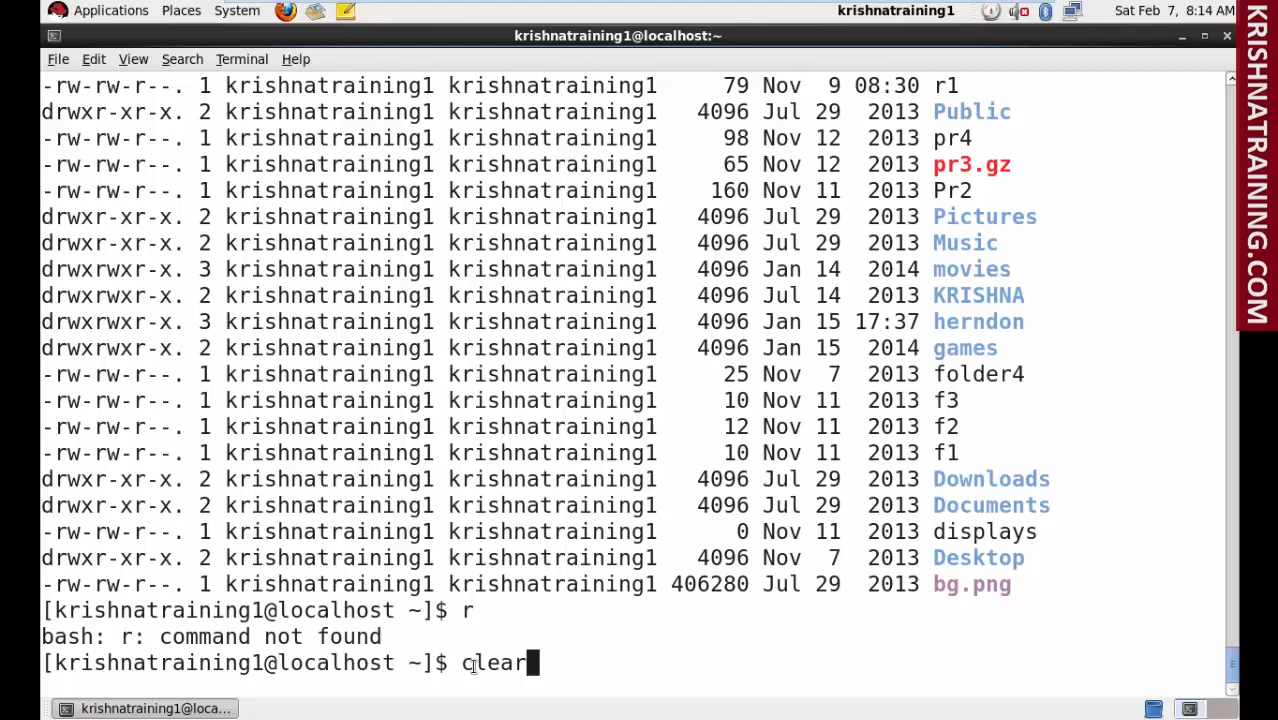 Applications Places System krishnatraining1 Sat Feb 7, 8:14 AM
krishnatraining1@localhost:~
File Edit View Search Terminal Help
-rw-rw-r--. 1 krishnatraining1 krishnatraining1 79 Nov 9 08:30 r1
drwxr-xr-x. 2 krishnatraining1 krishnatraining1 4096 Jul 29 2013 Public
-rw-rw-r--. 1 krishnatraining1 krishnatraining1 98 Nov 12 2013 pr4
-rw-rw-r--. 1 krishnatraining1 krishnatraining1 65 Nov 12 2013 pr3.gz
-rw-rw-r--. 1 krishnatraining1 krishnatraining1 160 Nov 11 2013 Pr2
drwxr-xr-x. 2 krishnatraining1 krishnatraining1 4096 Jul 29 2013 Pictures
drwxr-xr-x. 2 krishnatraining1 krishnatraining1 4096 Jul 29 2013 Music
drwxrwxr-x. 3 krishnatraining1 krishnatraining1 4096 Jan 14 2014 movies
drwxrwxr-x. 2 krishnatraining1 krishnatraining1 4096 Jul 14 2013 KRISHNA
drwxrwxr-x. 3 krishnatraining1 krishnatraining1 4096 Jan 15 17:37 herndon
drwxrwxr-x. 2 krishnatraining1 krishnatraining1 4096 Jan 15 2014 games
-rw-rw-r--. 1 krishnatraining1 krishnatraining1 25 Nov 7 2013 folder4
-rw-rw-r--. 1 krishnatraining1 krishnatraining1 10 Nov 11 2013 f3
-rw-rw-r--. 1 krishnatraining1 krishnatraining1 12 Nov 11 2013 f2
-rw-rw-r--. 1 krishnatraining1 krishnatraining1 10 Nov 11 2013 f1
drwxr-xr-x. 2 krishnatraining1 krishnatraining1 4096 Jul 29 2013 Downloads
drwxr-xr-x. 2 krishnatraining1 krishnatraining1 4096 Jul 29 2013 Documents
-rw-rw-r--. 1 krishnatraining1 krishnatraining1 0 Nov 11 2013 displays
drwxr-xr-x. 2 krishnatraining1 krishnatraining1 4096 Nov 7 2013 Desktop
-rw-rw-r--. 1 krishnatraining1 krishnatraining1 406280 Jul 29 2013 bg.png
[krishnatraining1@localhost ~]$ r
bash: r: command not found
[krishnatraining1@localhost ~]$ clear
krishnatraining1@loca...
KRISHNATRAINING.COM